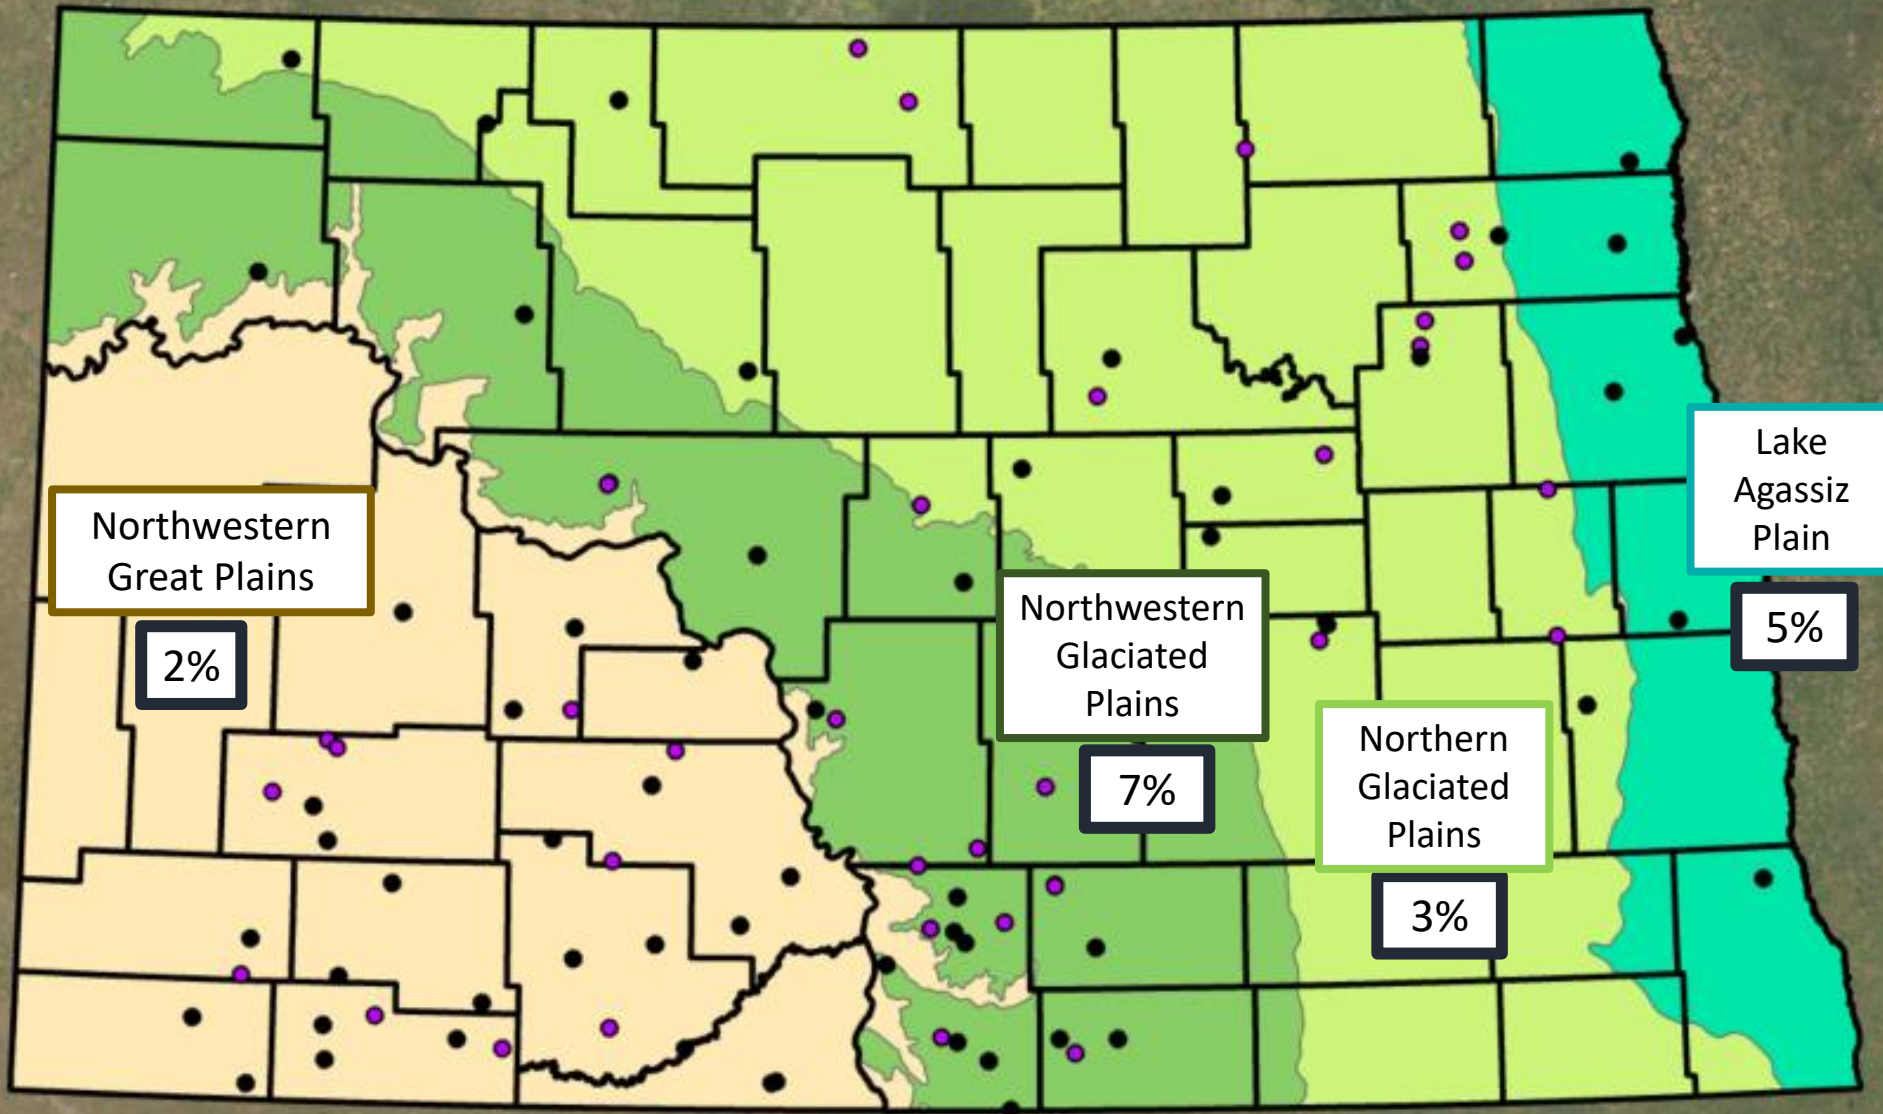 Lake
Agassiz
Plain
5%
Northwestern
Great Plains
2%
Northwestern
Glaciated
Plains
7%
Northern
Glaciated
Plains
3%